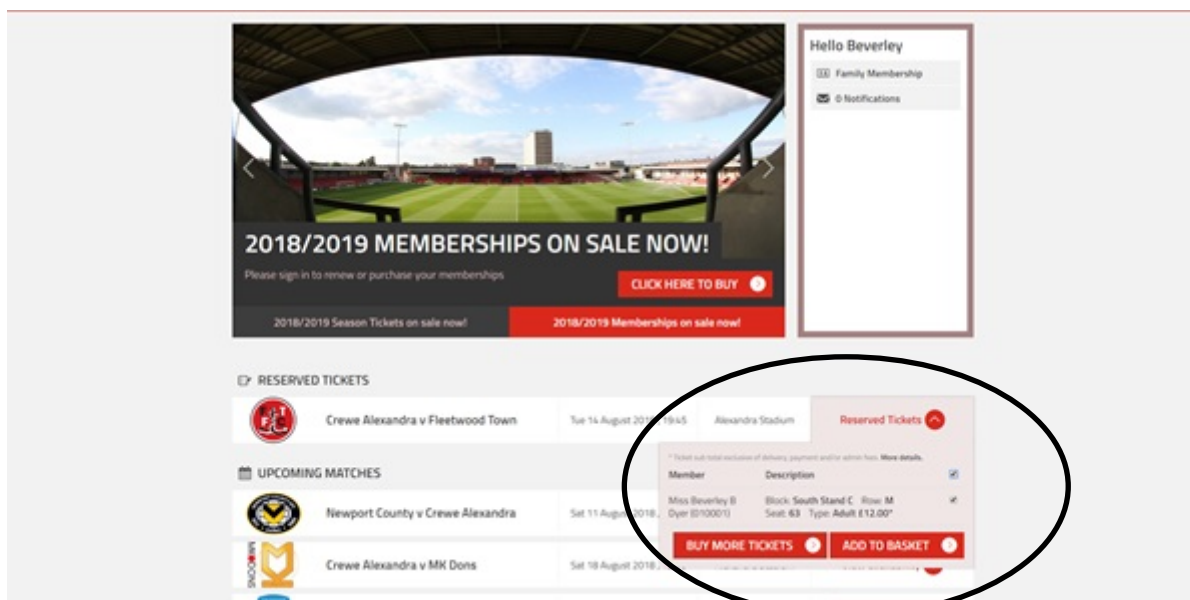 Hello Beverley
Family Membership
0 Notifications
2018/2019 MEMBERSHIPS ON SALE NOW!
Please sign in to renew or purchase your memberships
CLICK HERE TO BUY
2018/2019 Season Tickets on sale now!
2018/2019 Memberships on sale now!
RESERVED TICKETS
Crewe Alexandra v Fleetwood Town
Tue 14 August 2018, 19:45
Alexandra Stadium
Reserved Tickets
* Ticket sub total exclusive of delivery, payment and/or admin fees. More details.
Member Description
Miss Beverley B Block: South Stand C Row: M
Dyer (010001) Seat: 63 Type: Adult £12.00*
BUY MORE TICKETS
ADD TO BASKET
UPCOMING MATCHES
Newport County v Crewe Alexandra
Sat 11 August 2018,
MK DONS
Crewe Alexandra v MK Dons
Sat 18 August 2018,